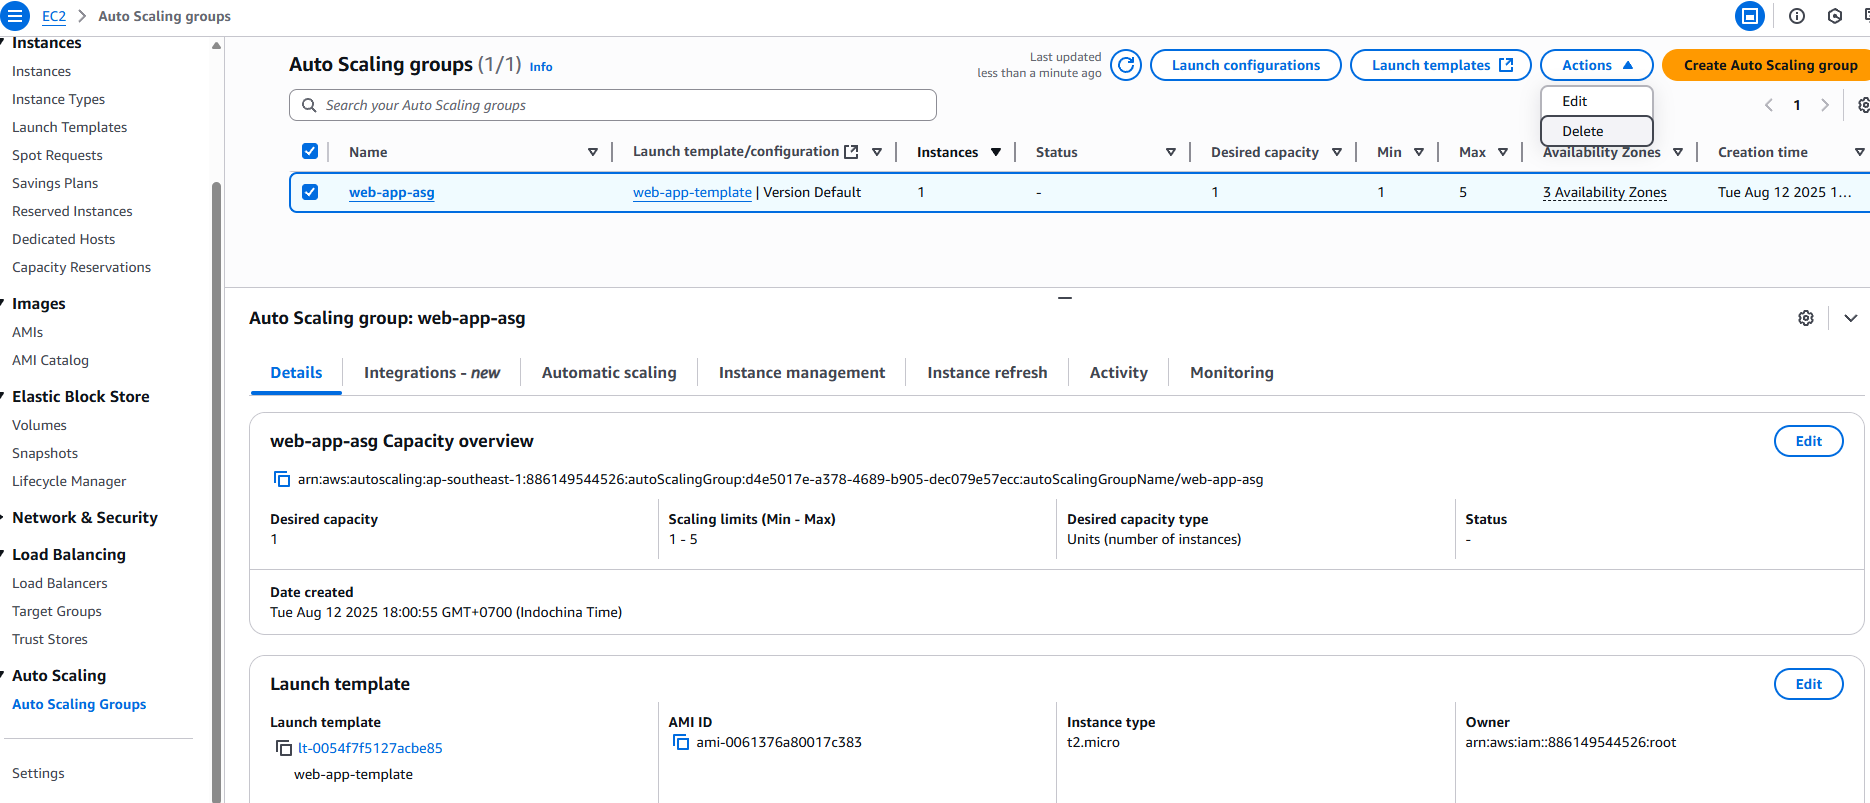 EC2 > Auto Scaling groups
Instances
Instances
Instance Types
Launch Templates
Spot Requests
Savings Plans
Reserved Instances
Dedicated Hosts
Capacity Reservations
Images
AMIs
AMI Catalog
Elastic Block Store
Volumes
Snapshots
Lifecycle Manager
Network & Security
Load Balancing
Load Balancers
Target Groups
Trust Stores
Auto Scaling
Auto Scaling Groups
Settings
Auto Scaling groups (1/1) Info
Last updated
less than a minute ago
Launch configurations
Launch templates
Actions
Create Auto Scaling group
Edit
Delete
Search your Auto Scaling groups
1
Name Launch template/configuration Instances Status Desired capacity Min Max Availability Zones Creation time
web-app-asg web-app-template | Version Default 1 - 1 1 5 3 Availability Zones Tue Aug 12 2025 1...
Auto Scaling group: web-app-asg
Details Integrations - new Automatic scaling Instance management Instance refresh Activity Monitoring
web-app-asg Capacity overview Edit
arn:aws:autoscaling:ap-southeast-1:886149544526:autoScalingGroup:d4e5017e-a378-4689-b905-dec079e57ecc:autoScalingGroupName/web-app-asg
Desired capacity Scaling limits (Min - Max) Desired capacity type Status
1 1 - 5 Units (number of instances) -
Date created
Tue Aug 12 2025 18:00:55 GMT+0700 (Indochina Time)
Launch template Edit
Launch template AMI ID Instance type Owner
lt-0054f7f5127acbe85 ami-0061376a80017c383 t2.micro arn:aws:iam::886149544526:root
web-app-template